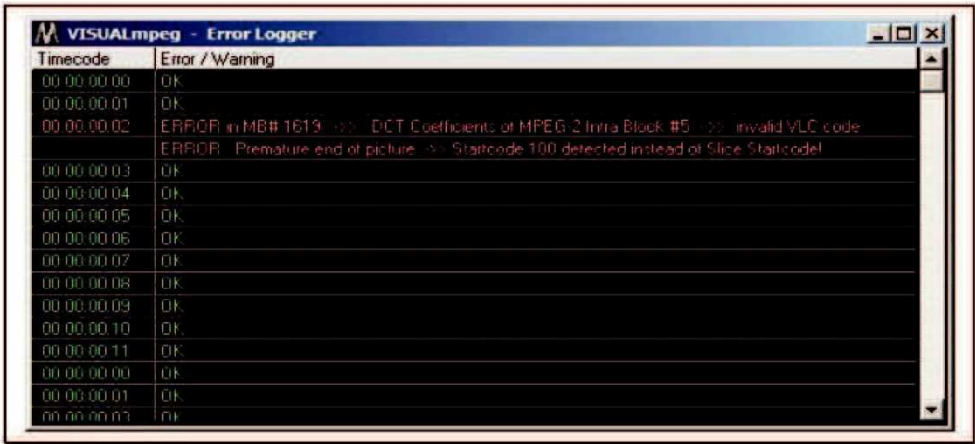 VISUALmpeg - Error Logger
Timecode Error / Warning
00:00:00:00 OK
00:00:00:01 OK
00:00:00:02 ERROR in MB# 1619 ->> DCT Coefficients of MPEG-2 Intra Block #5 ->> invalid VLC code
ERROR: Premature end of picture ->> Startcode 100 detected instead of Slice Startcode!
00:00:00:03 OK
00:00:00:04 OK
00:00:00:05 OK
00:00:00:06 OK
00:00:00:07 OK
00:00:00:08 OK
00:00:00:09 OK
00:00:00:10 OK
00:00:00:11 OK
00:00:00:00 OK
00:00:00:01 OK
OK